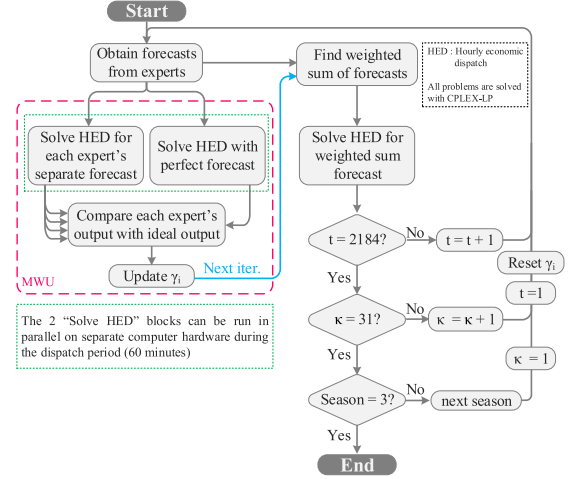 Start
Obtain forecasts
from experts
Find weighted
sum of forecasts
HED : Hourly economic
dispatch
All problems are solved
with CPLEX-LP
Solve HED for
each expert's
separate forecast
Solve HED with
perfect forecast
Solve HED for
weighted sum
forecast
Compare each expert's
output with ideal output
Update γi
Next iter.
MWU
The 2 “Solve HED” blocks can be run in
parallel on separate computer hardware during
the dispatch period (60 minutes)
t = 2184?
No
t = t + 1
Reset γi
Yes
t =1
κ = 31?
No
κ = κ + 1
Yes
κ = 1
Season = 3?
No
next season
Yes
End